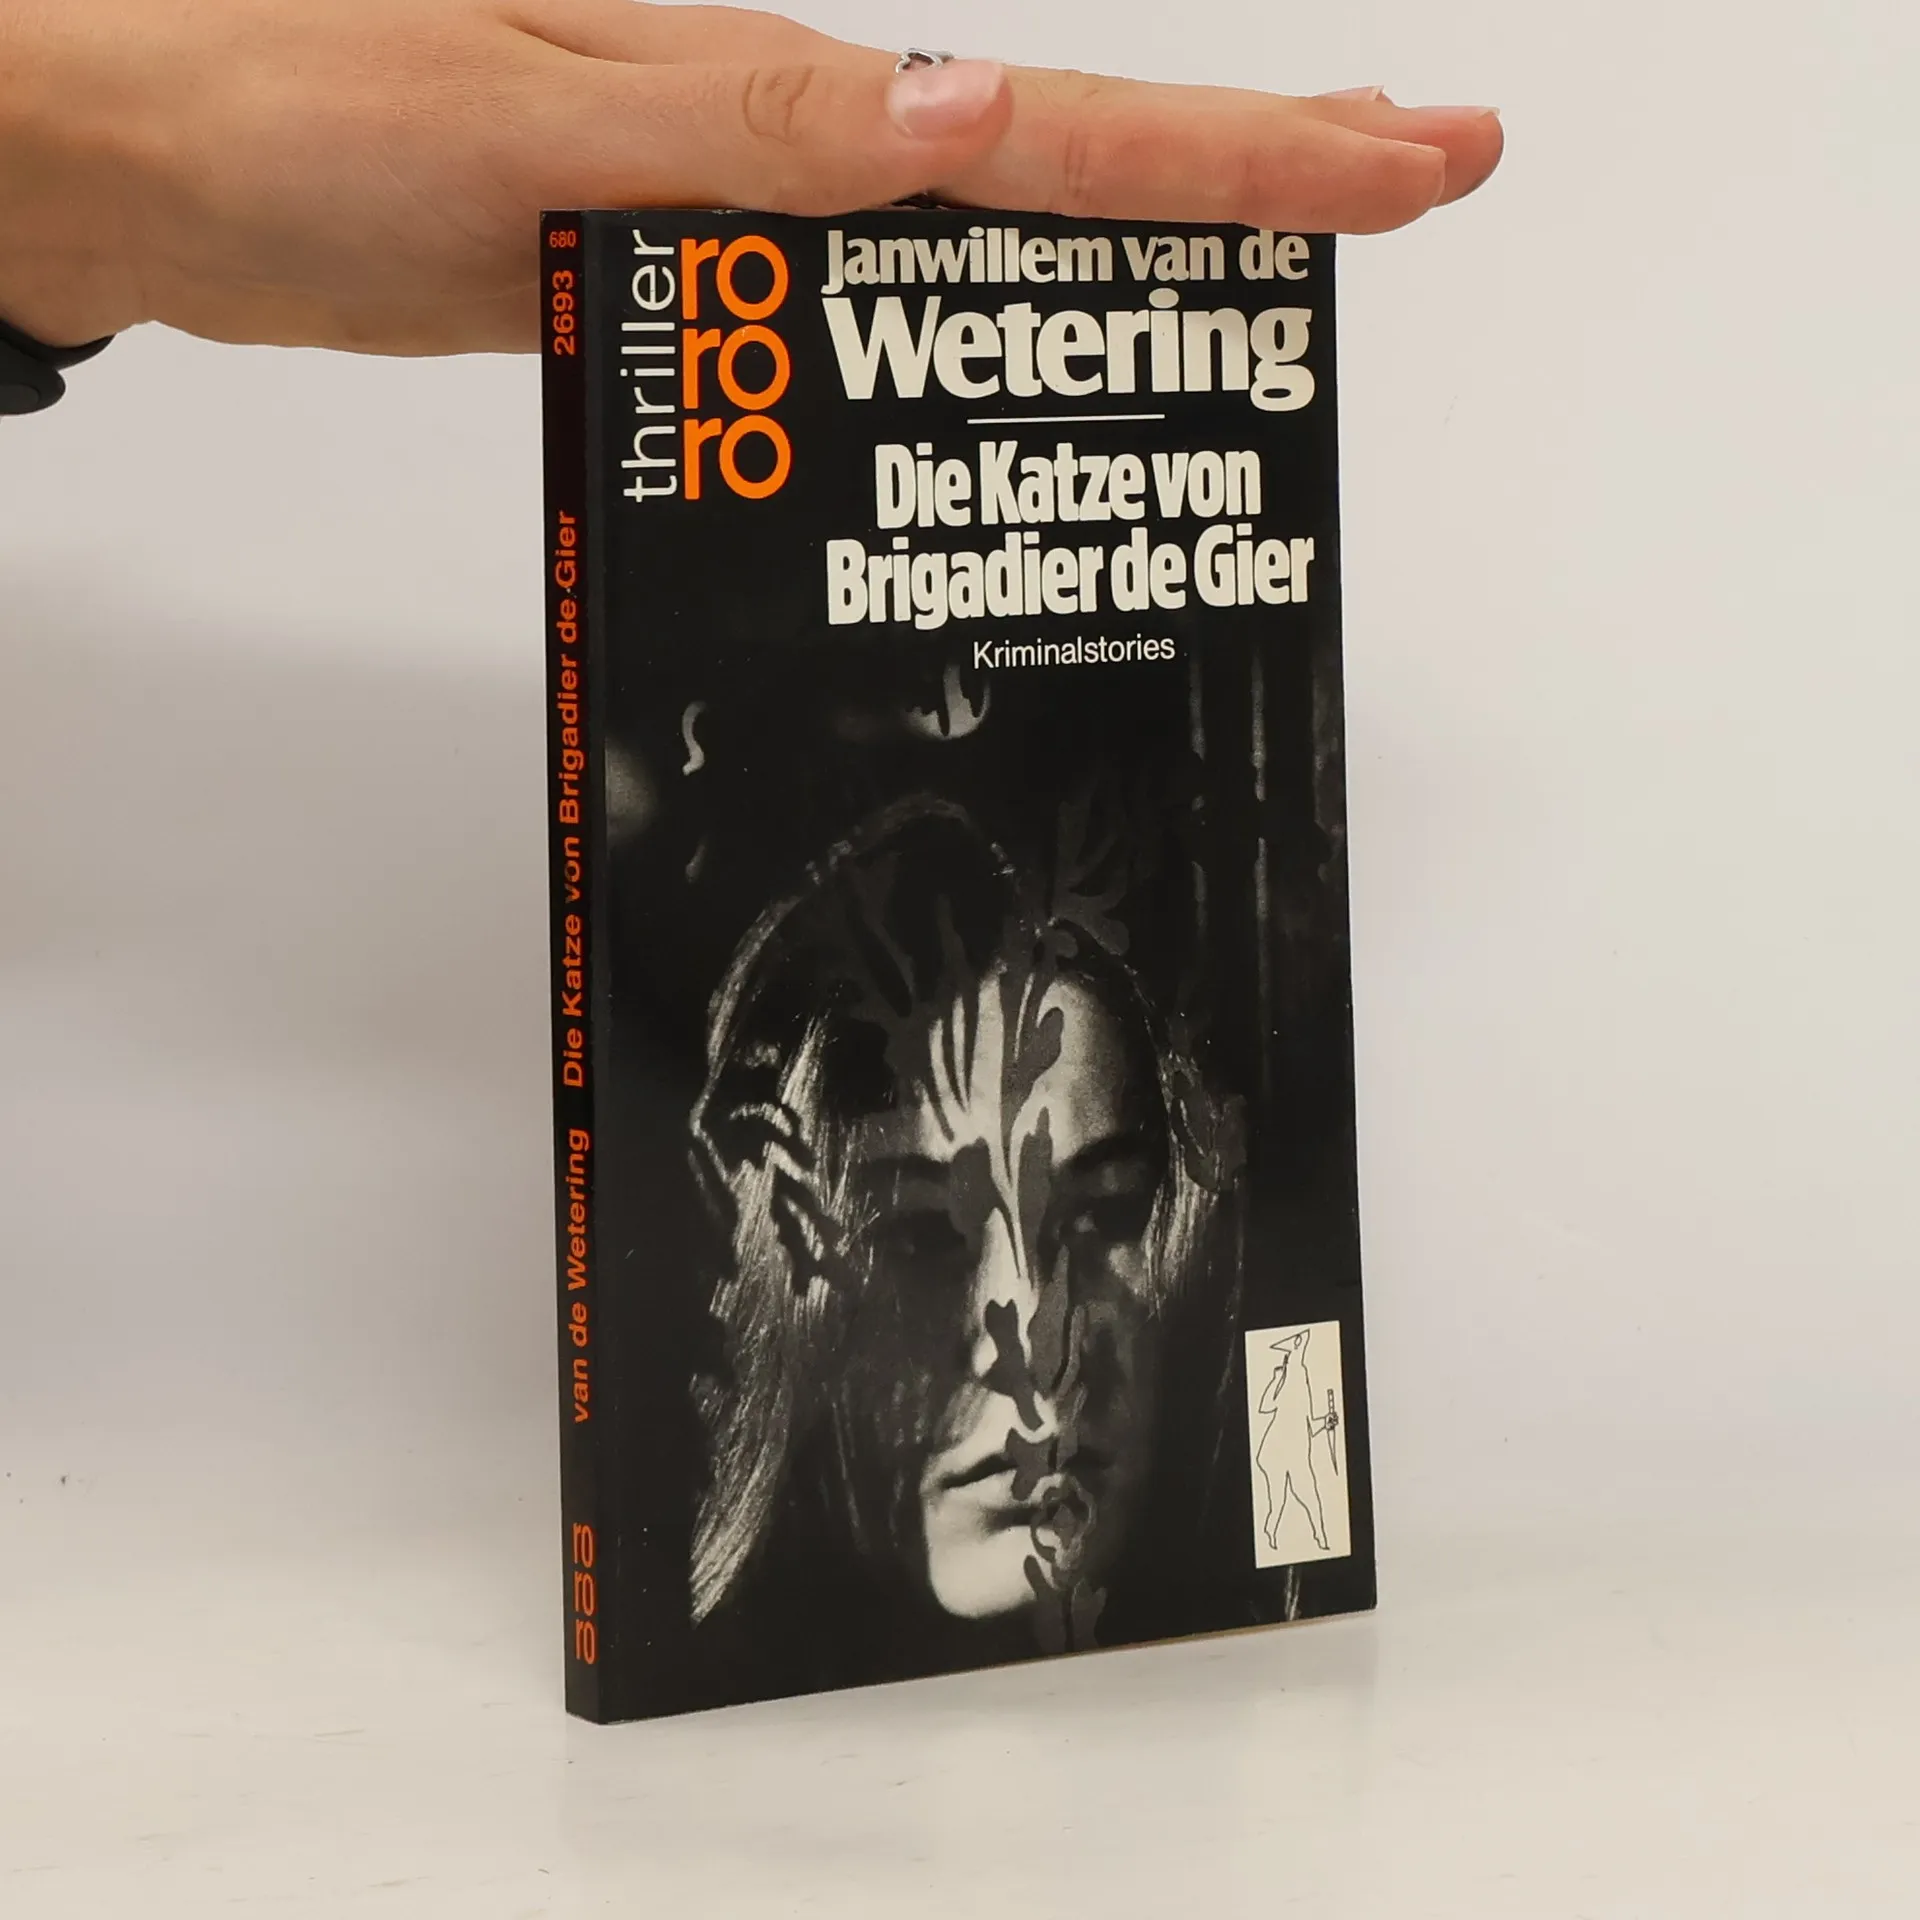 680
2693
van de Wetering Die Katze von Brigadier de Gier
ro
ro
ro
thriller
ro
ro
ro
Janwillem van de
Wetering
Die Katze von
Brigadier de Gier
Kriminalstories